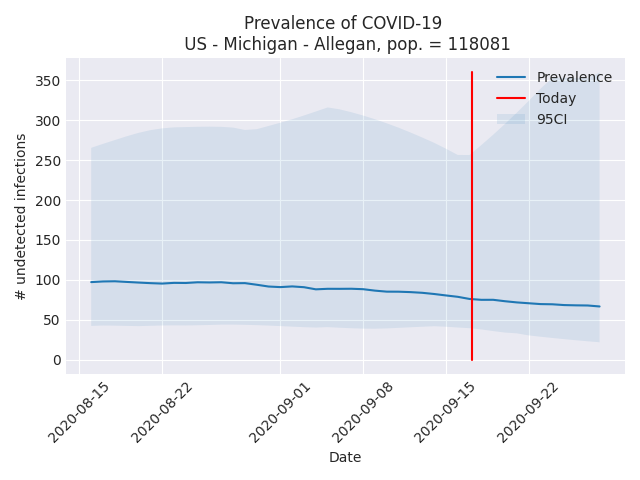 Prevalence of COVID-19
US - Michigan - Allegan, pop. = 118081
Prevalence
Today
95CI
# undetected infections
350
300
250
200
150
100
50
0
2020-08-15
2020-08-22
2020-09-01
2020-09-08
2020-09-15
2020-09-22
Date